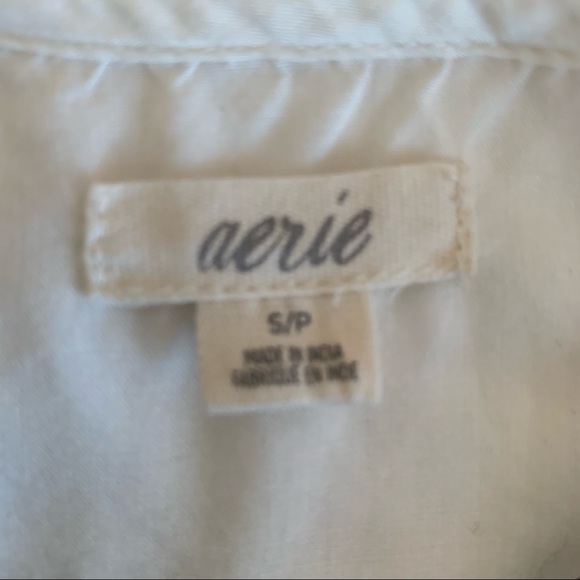 aerie
S/P
MADE IN INDIA
FABRIQUÉ EN INDE